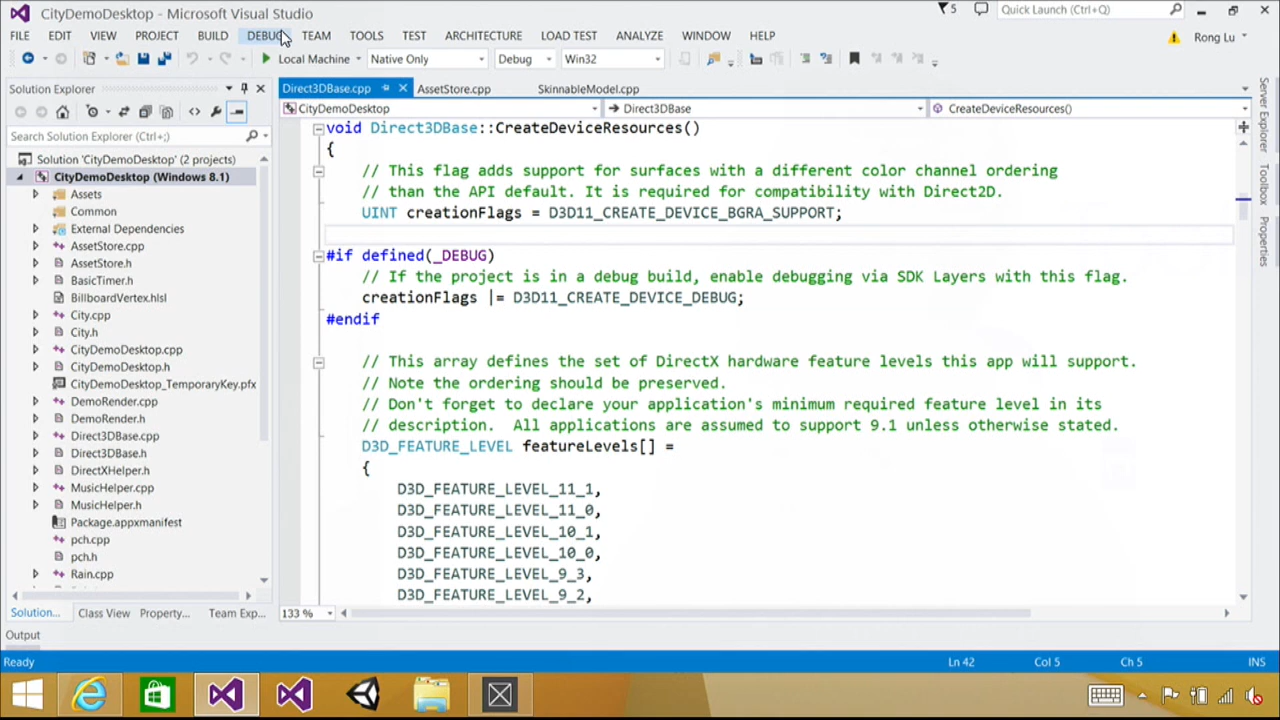 CityDemoDesktop - Microsoft Visual Studio
5
Quick Launch (Ctrl+Q)
FILE EDIT VIEW PROJECT BUILD DEBUG TEAM TOOLS TEST ARCHITECTURE LOAD TEST ANALYZE WINDOW HELP
Rong Lu
Local Machine Native Only Debug Win32
Solution Explorer
Search Solution Explorer (Ctrl+;)
Solution 'CityDemoDesktop' (2 projects)
CityDemoDesktop (Windows 8.1)
Assets
Common
External Dependencies
AssetStore.cpp
AssetStore.h
BasicTimer.h
BillboardVertex.hlsl
City.cpp
City.h
CityDemoDesktop.cpp
CityDemoDesktop.h
CityDemoDesktop_TemporaryKey.pfx
DemoRender.cpp
DemoRender.h
Direct3DBase.cpp
Direct3DBase.h
DirectXHelper.h
MusicHelper.cpp
MusicHelper.h
Package.appxmanifest
pch.cpp
pch.h
Rain.cpp
Solution... Class View Property... Team Exp...
Direct3DBase.cpp AssetStore.cpp SkinnableModel.cpp
CityDemoDesktop Direct3DBase CreateDeviceResources()
void Direct3DBase::CreateDeviceResources()
{
// This flag adds support for surfaces with a different color channel ordering
// than the API default. It is required for compatibility with Direct2D.
UINT creationFlags = D3D11_CREATE_DEVICE_BGRA_SUPPORT;
#if defined(_DEBUG)
// If the project is in a debug build, enable debugging via SDK Layers with this flag.
creationFlags |= D3D11_CREATE_DEVICE_DEBUG;
#endif
// This array defines the set of DirectX hardware feature levels this app will support.
// Note the ordering should be preserved.
// Don't forget to declare your application's minimum required feature level in its
// description.  All applications are assumed to support 9.1 unless otherwise stated.
D3D_FEATURE_LEVEL featureLevels[] =
{
D3D_FEATURE_LEVEL_11_1,
D3D_FEATURE_LEVEL_11_0,
D3D_FEATURE_LEVEL_10_1,
D3D_FEATURE_LEVEL_10_0,
D3D_FEATURE_LEVEL_9_3,
D3D_FEATURE_LEVEL_9_2,
133 %
Server Explorer
Toolbox
Properties
Output
Ready Ln 42 Col 5 Ch 5 INS